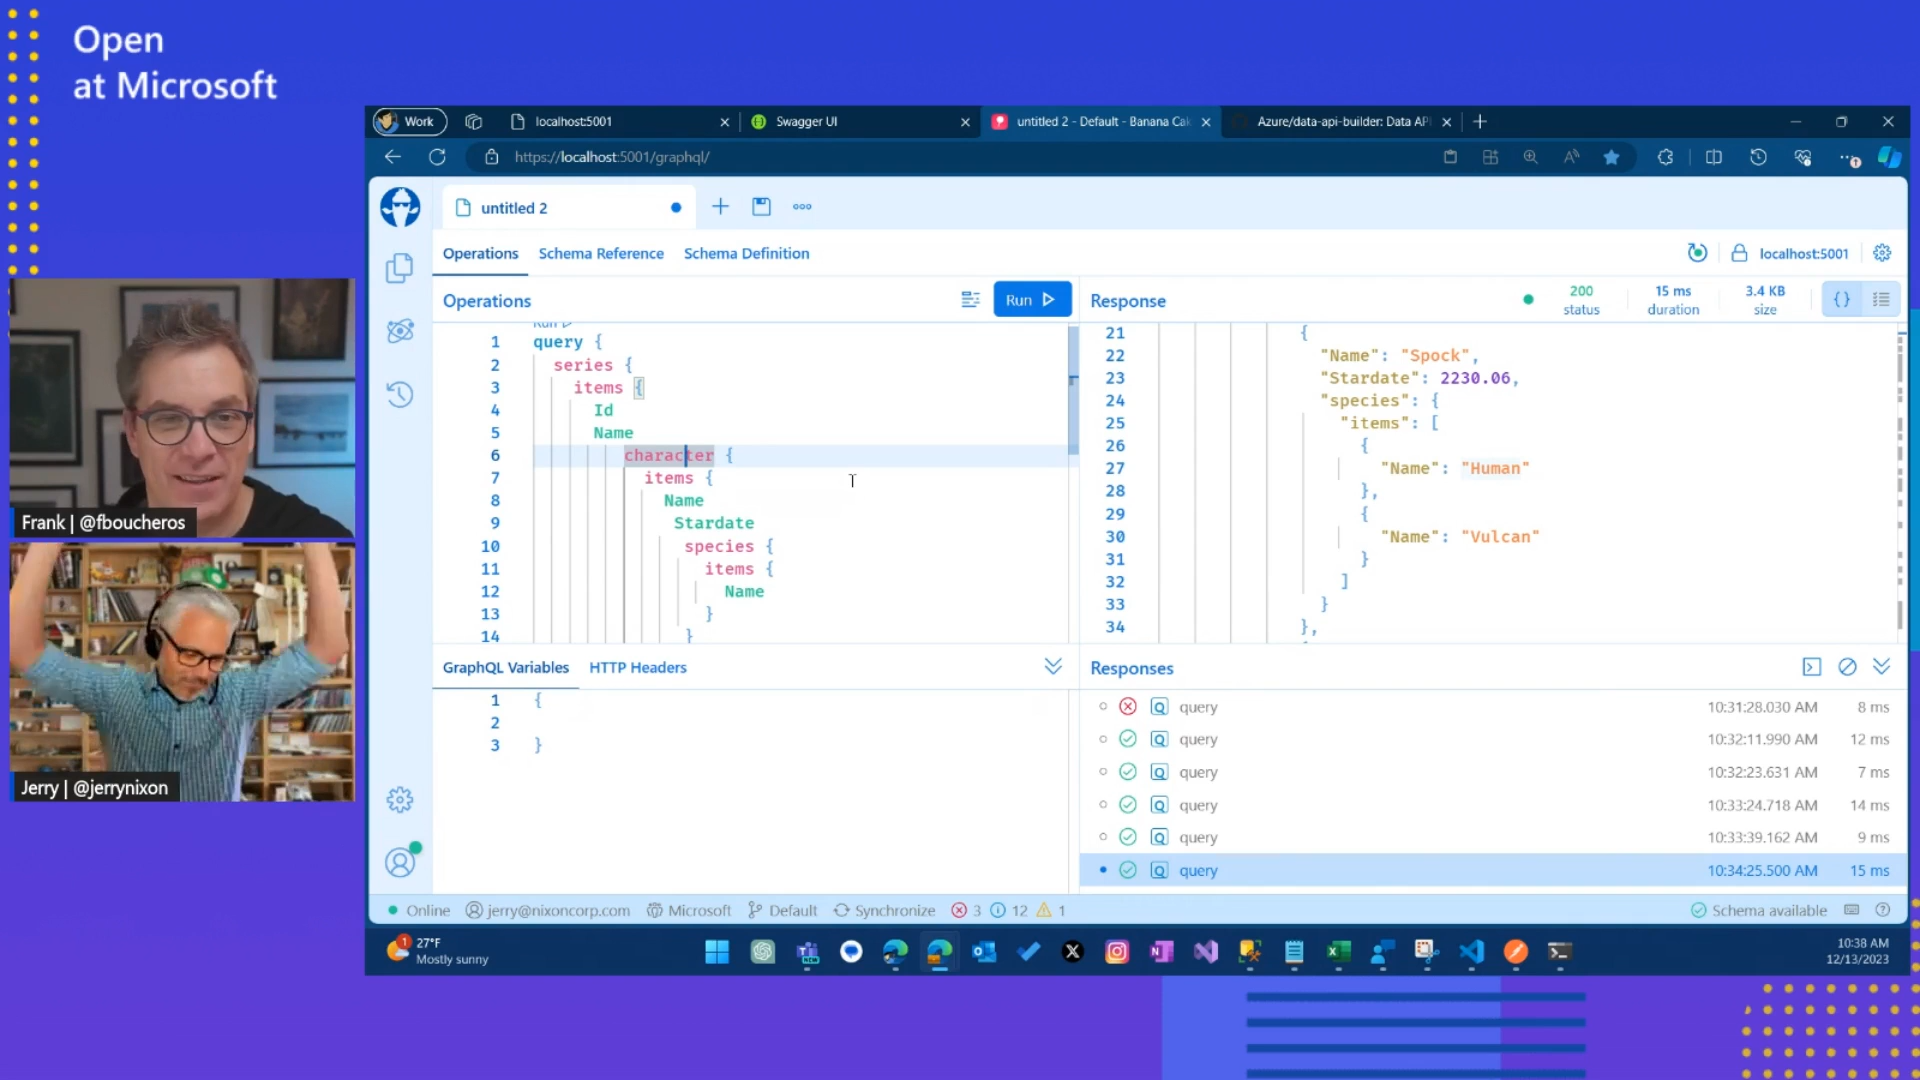 Open
at Microsoft
Work
localhost:5001
Swagger UI
untitled 2 - Default - Banana Cak
Azure/data-api-builder: Data AP
https://localhost:5001/graphql/
untitled 2
Operations
Schema Reference
Schema Definition
localhost:5001
Operations
Run
Response
200
status
15 ms
duration
3.4 KB
size
1 query {
2 series {
3 items {
4 Id
5 Name
6 character {
7 items {
8 Name
9 Stardate
10 species {
11 items {
12 Name
13 }
14 }
21 {
22 "Name": "Spock",
23 "Stardate": 2230.06,
24 "species": {
25 "items": [
26 {
27 "Name": "Human"
28 },
29 {
30 "Name": "Vulcan"
31 }
32 ]
33 }
34 },
GraphQL Variables
HTTP Headers
1 {
2
3 }
Responses
query 10:31:28.030 AM 8 ms
query 10:32:11.990 AM 12 ms
query 10:32:23.631 AM 7 ms
query 10:33:24.718 AM 14 ms
query 10:33:39.162 AM 9 ms
query 10:34:25.500 AM 15 ms
Online jerry@nixoncorp.com Microsoft Default Synchronize 3 12 1
Schema available
1
27°F
Mostly sunny
10:38 AM
12/13/2023
Frank | @fboucheros
Jerry | @jerrynixon